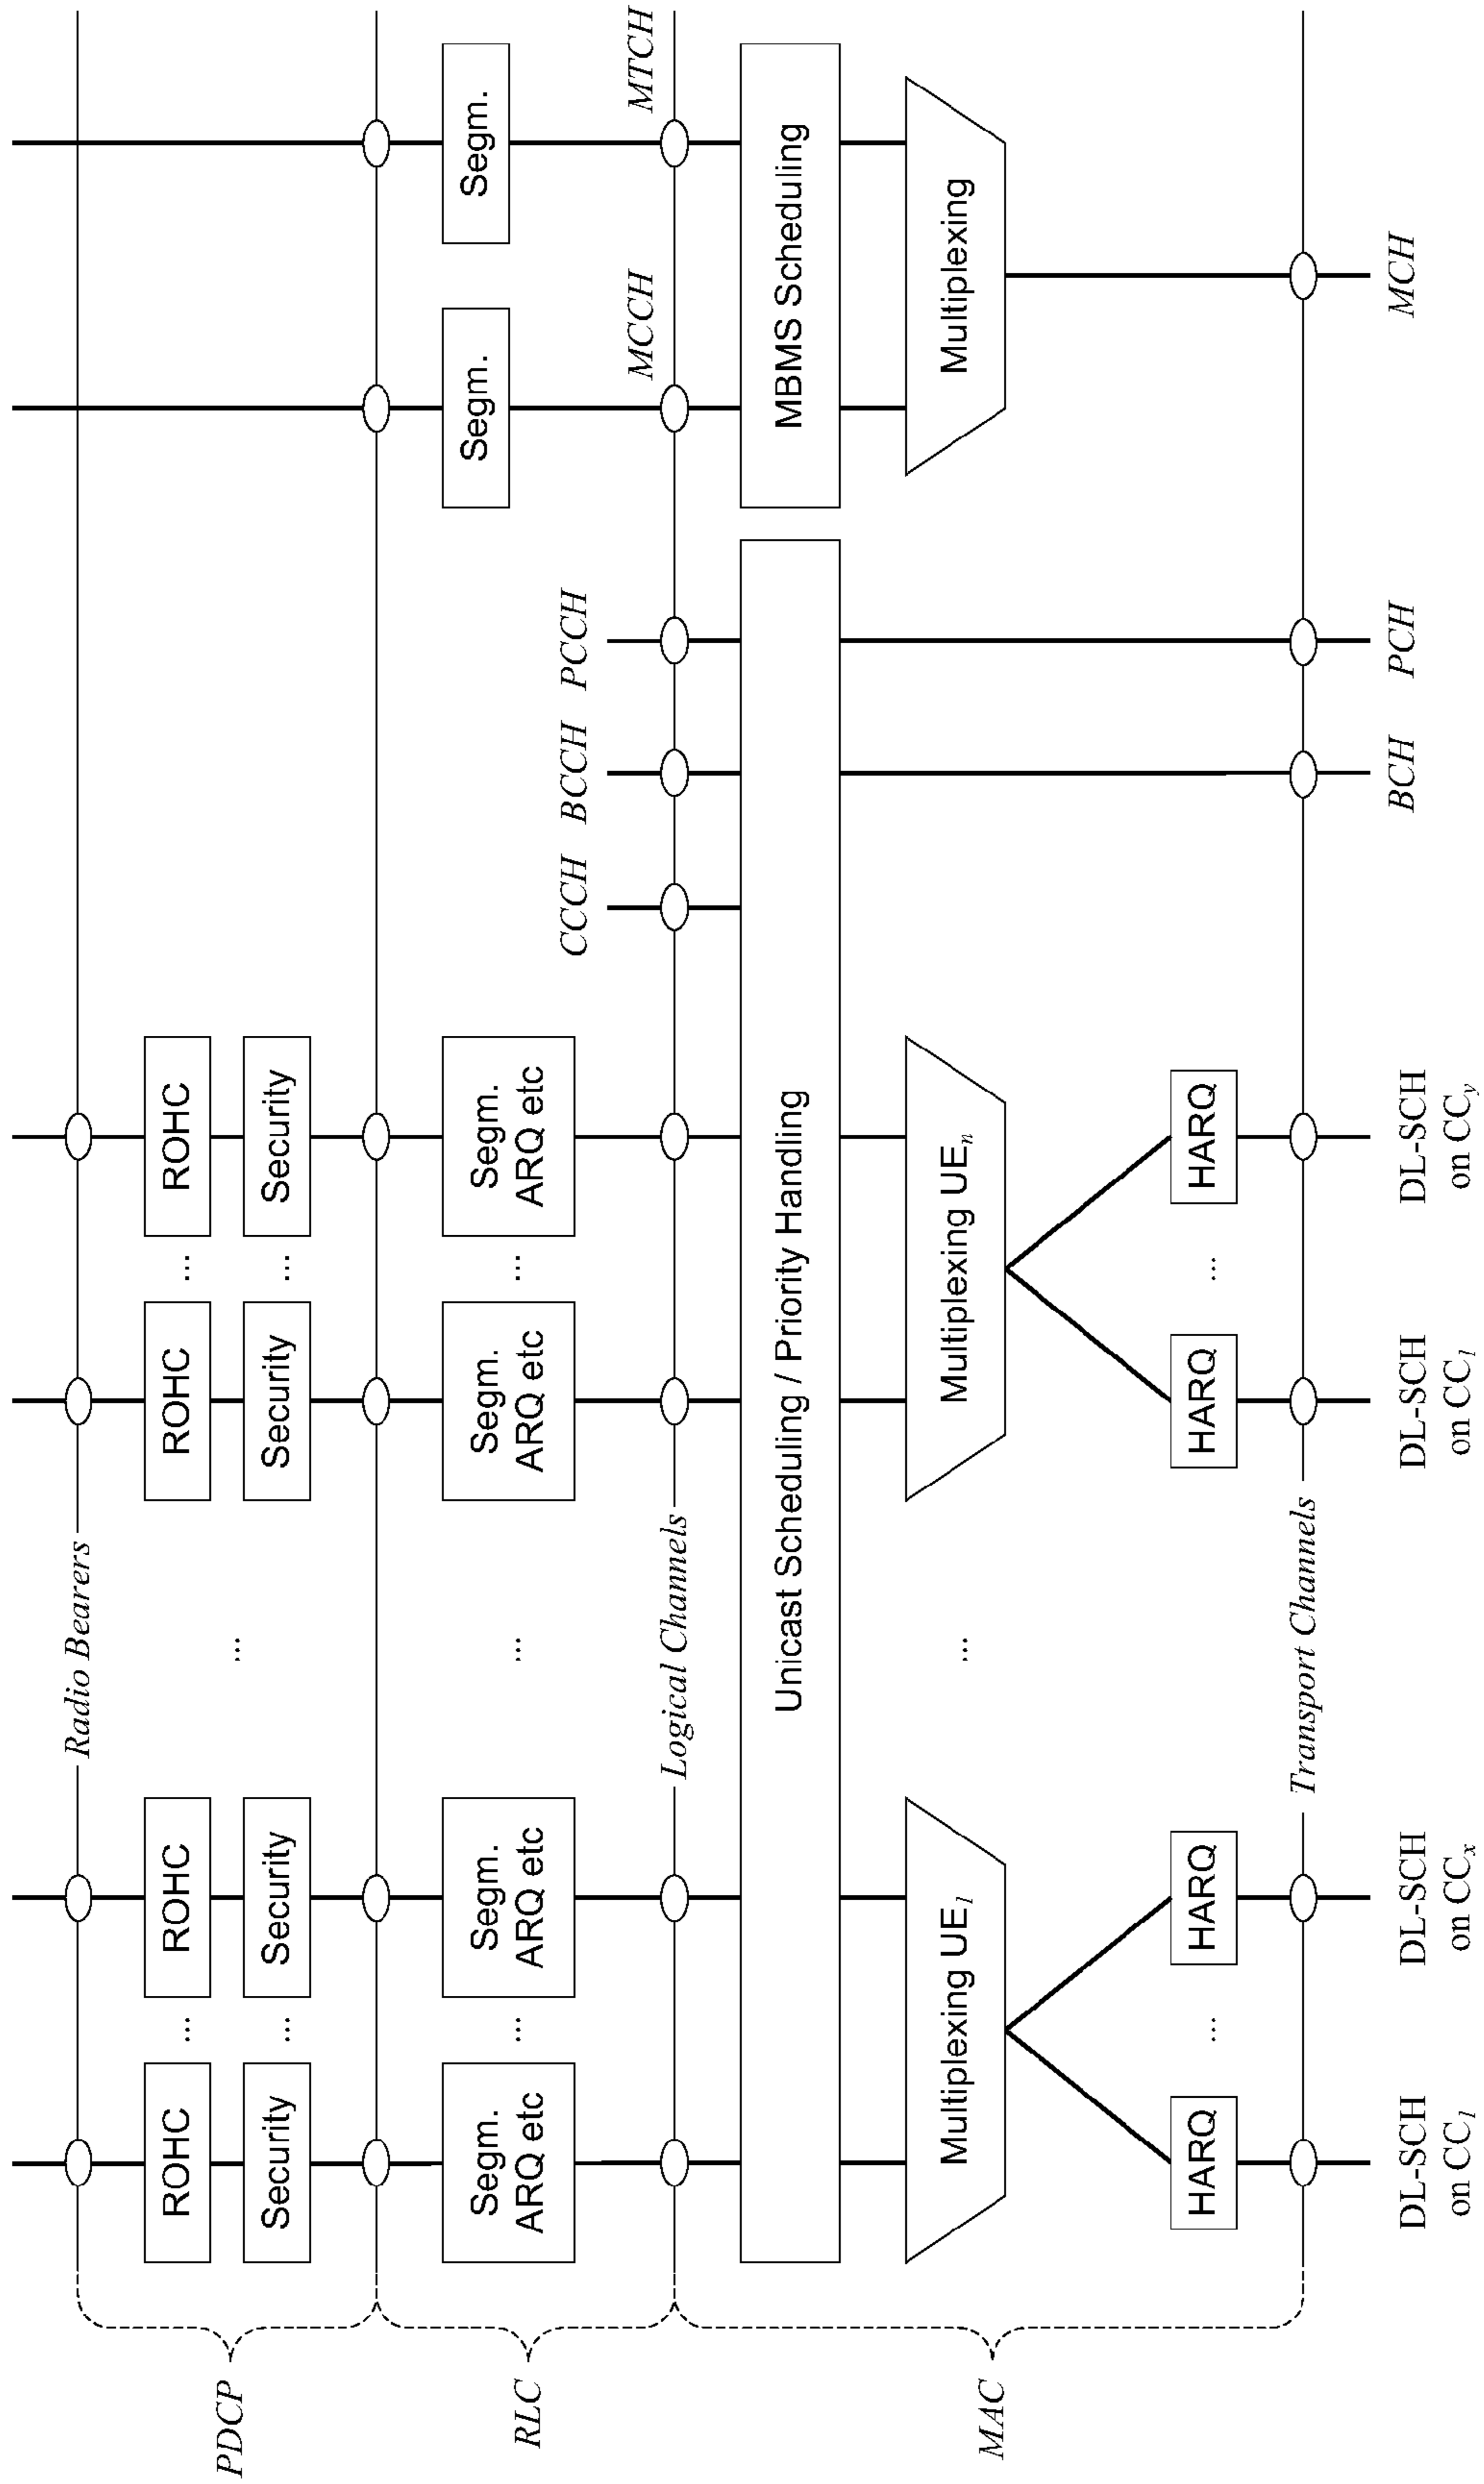 Radio Bearers
PDCP
ROHC
...
ROHC
ROHC
...
ROHC
...
Security
...
Security
Security
...
Security
RLC
Segm.
ARQ etc
...
Segm.
ARQ etc
...
Segm.
ARQ etc
...
Segm.
ARQ etc
Segm.
Segm.
Logical Channels
CCCH
BCCH
PCCH
MCCH
MTCH
MAC
Unicast Scheduling / Priority Handling
MBMS Scheduling
Multiplexing UE1
...
Multiplexing UEn
Multiplexing
HARQ
...
HARQ
HARQ
...
HARQ
Transport Channels
DL-SCH
on CC1
DL-SCH
on CCx
DL-SCH
on CC1
DL-SCH
on CCy
BCH
PCH
MCH